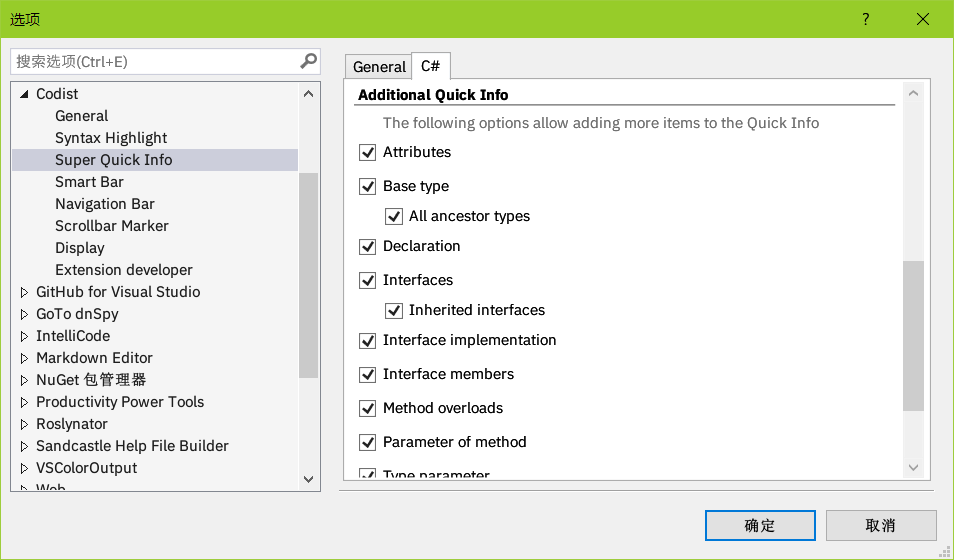 选项
?
搜索选项(Ctrl+E)
Codist
General
Syntax Highlight
Super Quick Info
Smart Bar
Navigation Bar
Scrollbar Marker
Display
Extension developer
GitHub for Visual Studio
GoTo dnSpy
IntelliCode
Markdown Editor
NuGet 包管理器
Productivity Power Tools
Roslynator
Sandcastle Help File Builder
VSColorOutput
Web
General
C#
Additional Quick Info
The following options allow adding more items to the Quick Info
Attributes
Base type
All ancestor types
Declaration
Interfaces
Inherited interfaces
Interface implementation
Interface members
Method overloads
Parameter of method
Type parameter
确定
取消